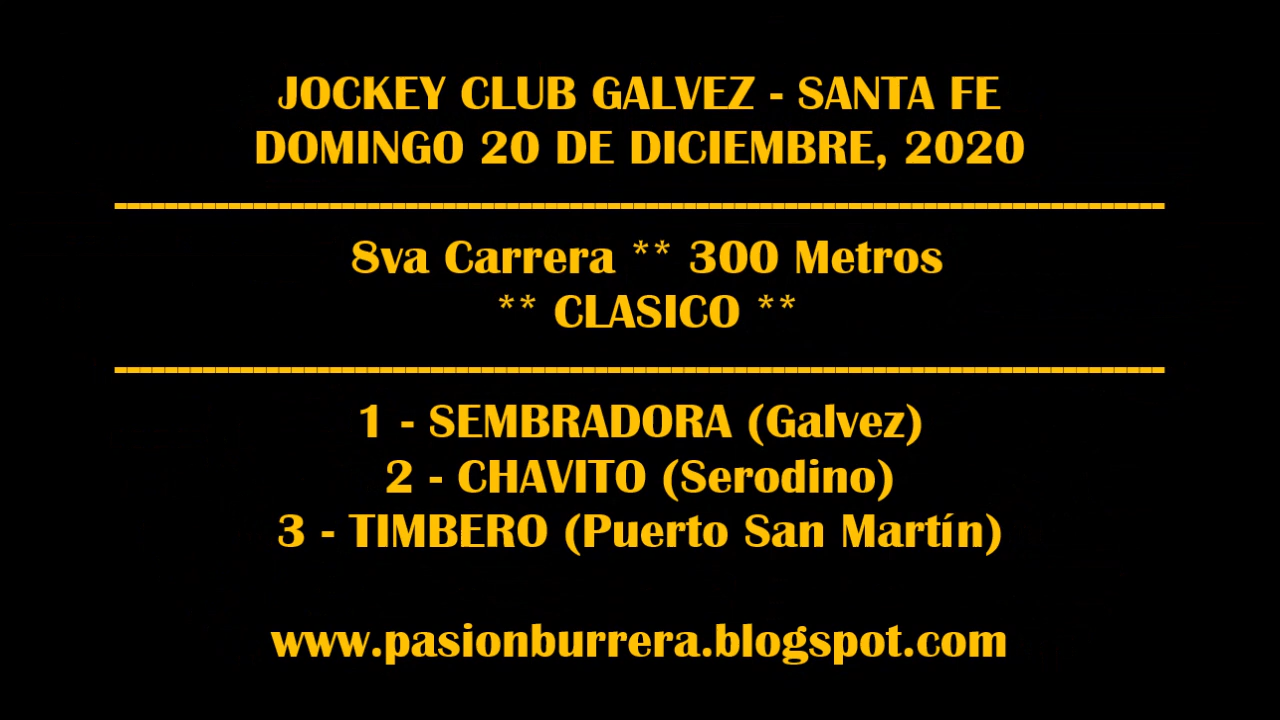 JOCKEY CLUB GALVEZ - SANTA FE
DOMINGO 20 DE DICIEMBRE, 2020
----------------------------------------------------------------------------------
8va Carrera ** 300 Metros
** CLASICO **
----------------------------------------------------------------------------------
1 - SEMBRADORA (Galvez)
2 - CHAVITO (Serodino)
3 - TIMBERO (Puerto San Martín)
www.pasionburrera.blogspot.com